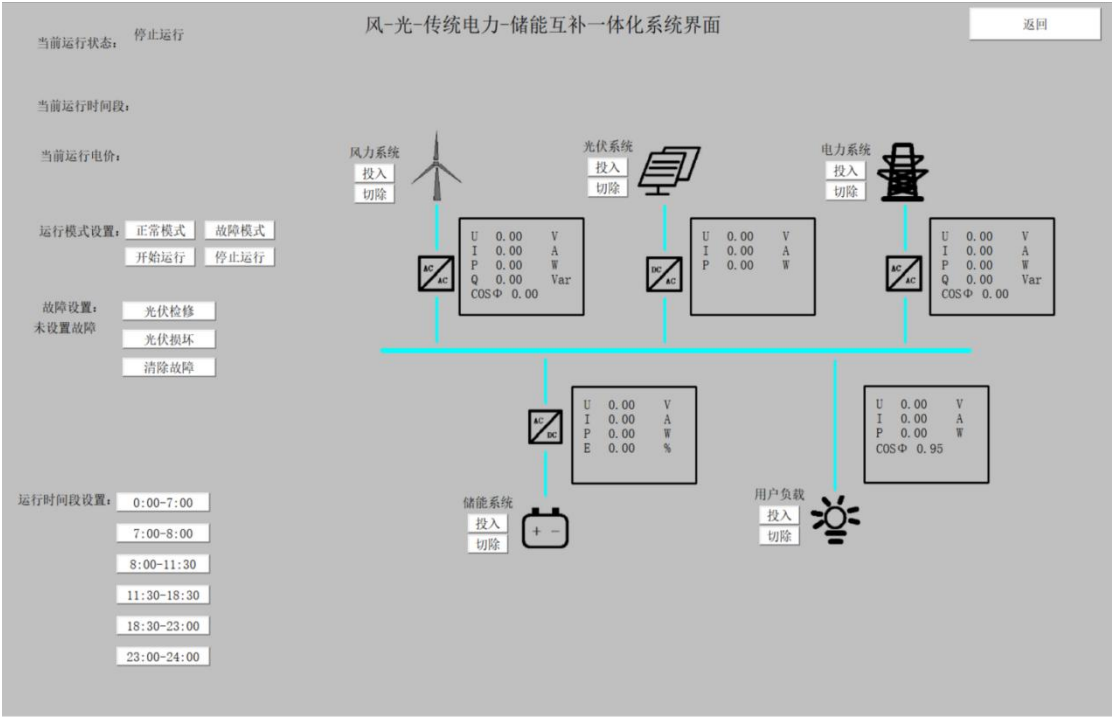 风-光-传统电力-储能互补一体化系统界面
返回
当前运行状态：
停止运行
当前运行时间段：
当前运行电价：
运行模式设置：
正常模式
故障模式
开始运行
停止运行
故障设置：
未设置故障
光伏检修
光伏损坏
清除故障
运行时间段设置：
0:00-7:00
7:00-8:00
8:00-11:30
11:30-18:30
18:30-23:00
23:00-24:00
风力系统
投入
切除
AC
AC
U 0.00 V
I 0.00 A
P 0.00 W
Q 0.00 Var
COSΦ 0.00
光伏系统
投入
切除
DC
AC
U 0.00 V
I 0.00 A
P 0.00 W
电力系统
投入
切除
AC
AC
U 0.00 V
I 0.00 A
P 0.00 W
Q 0.00 Var
COSΦ 0.00
AC
DC
U 0.00 V
I 0.00 A
P 0.00 W
E 0.00 %
储能系统
投入
切除
+ -
U 0.00 V
I 0.00 A
P 0.00 W
COSΦ 0.95
用户负载
投入
切除